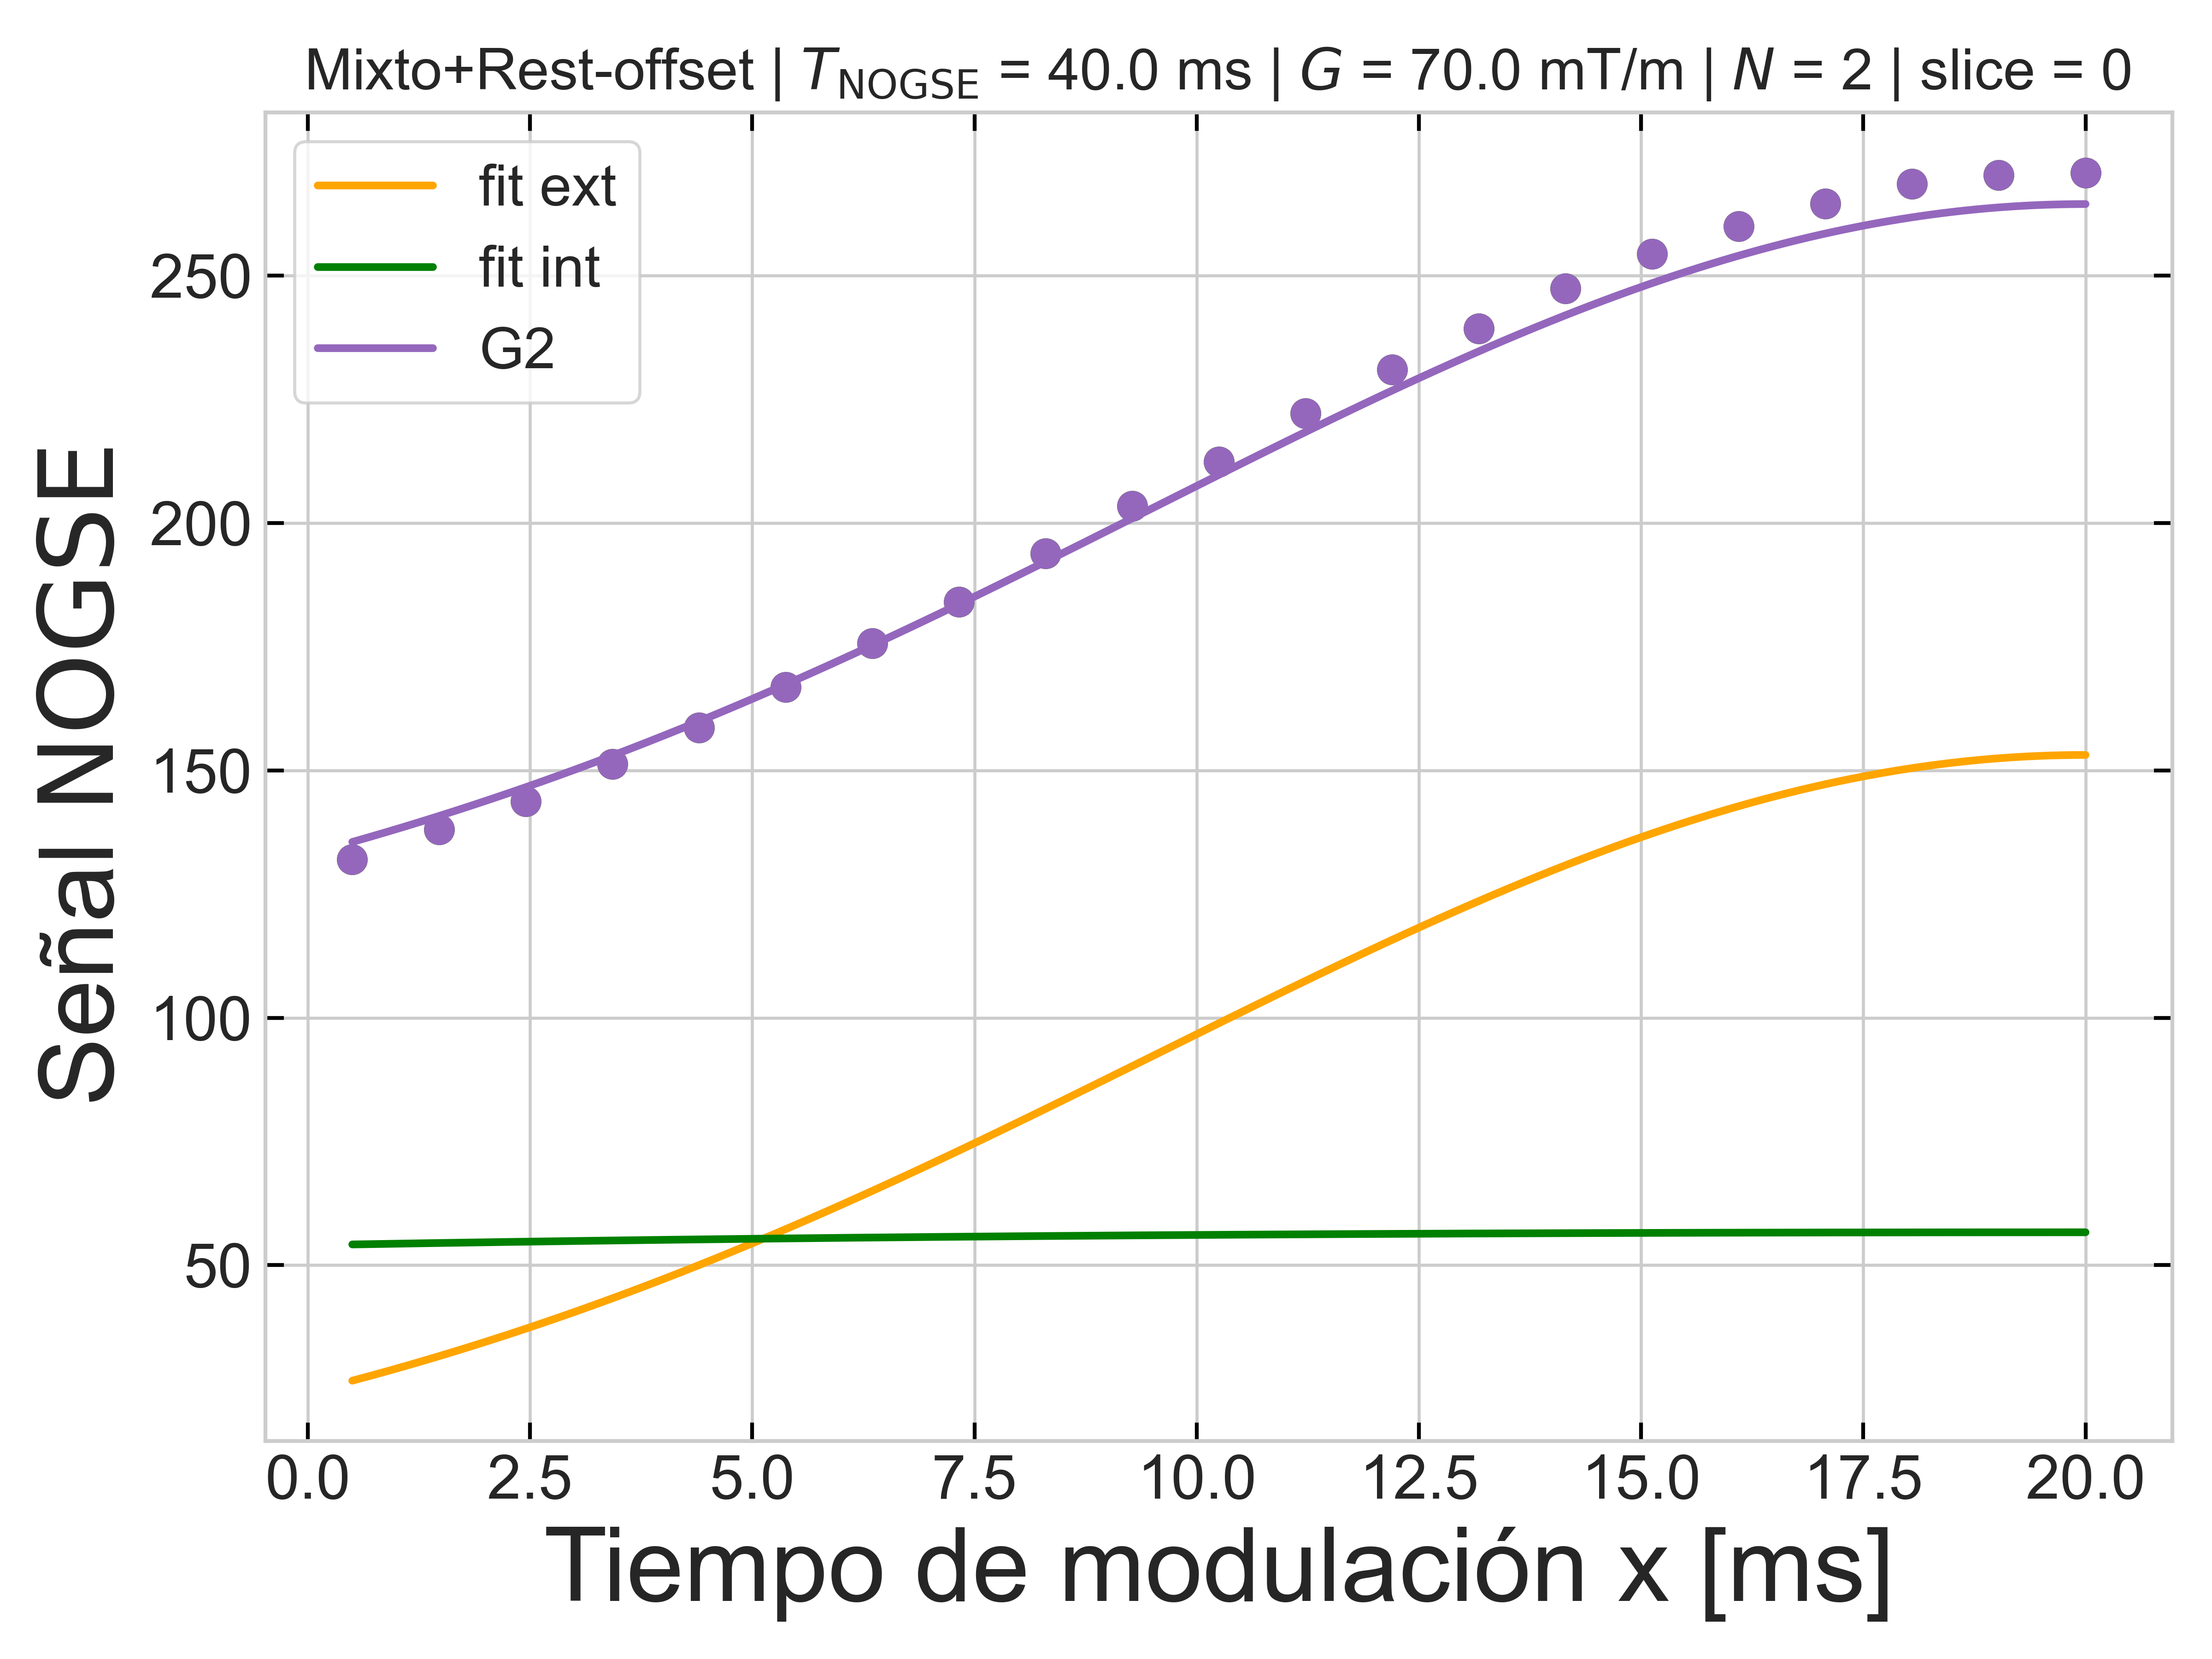 Mixto+Rest-offset | T_NOGSE = 40.0 ms | G = 70.0 mT/m | N = 2 | slice = 0
fit ext
fit int
G2
250
200
150
100
50
Señal NOGSE
0.0 2.5 5.0 7.5 10.0 12.5 15.0 17.5 20.0
Tiempo de modulación x [ms]